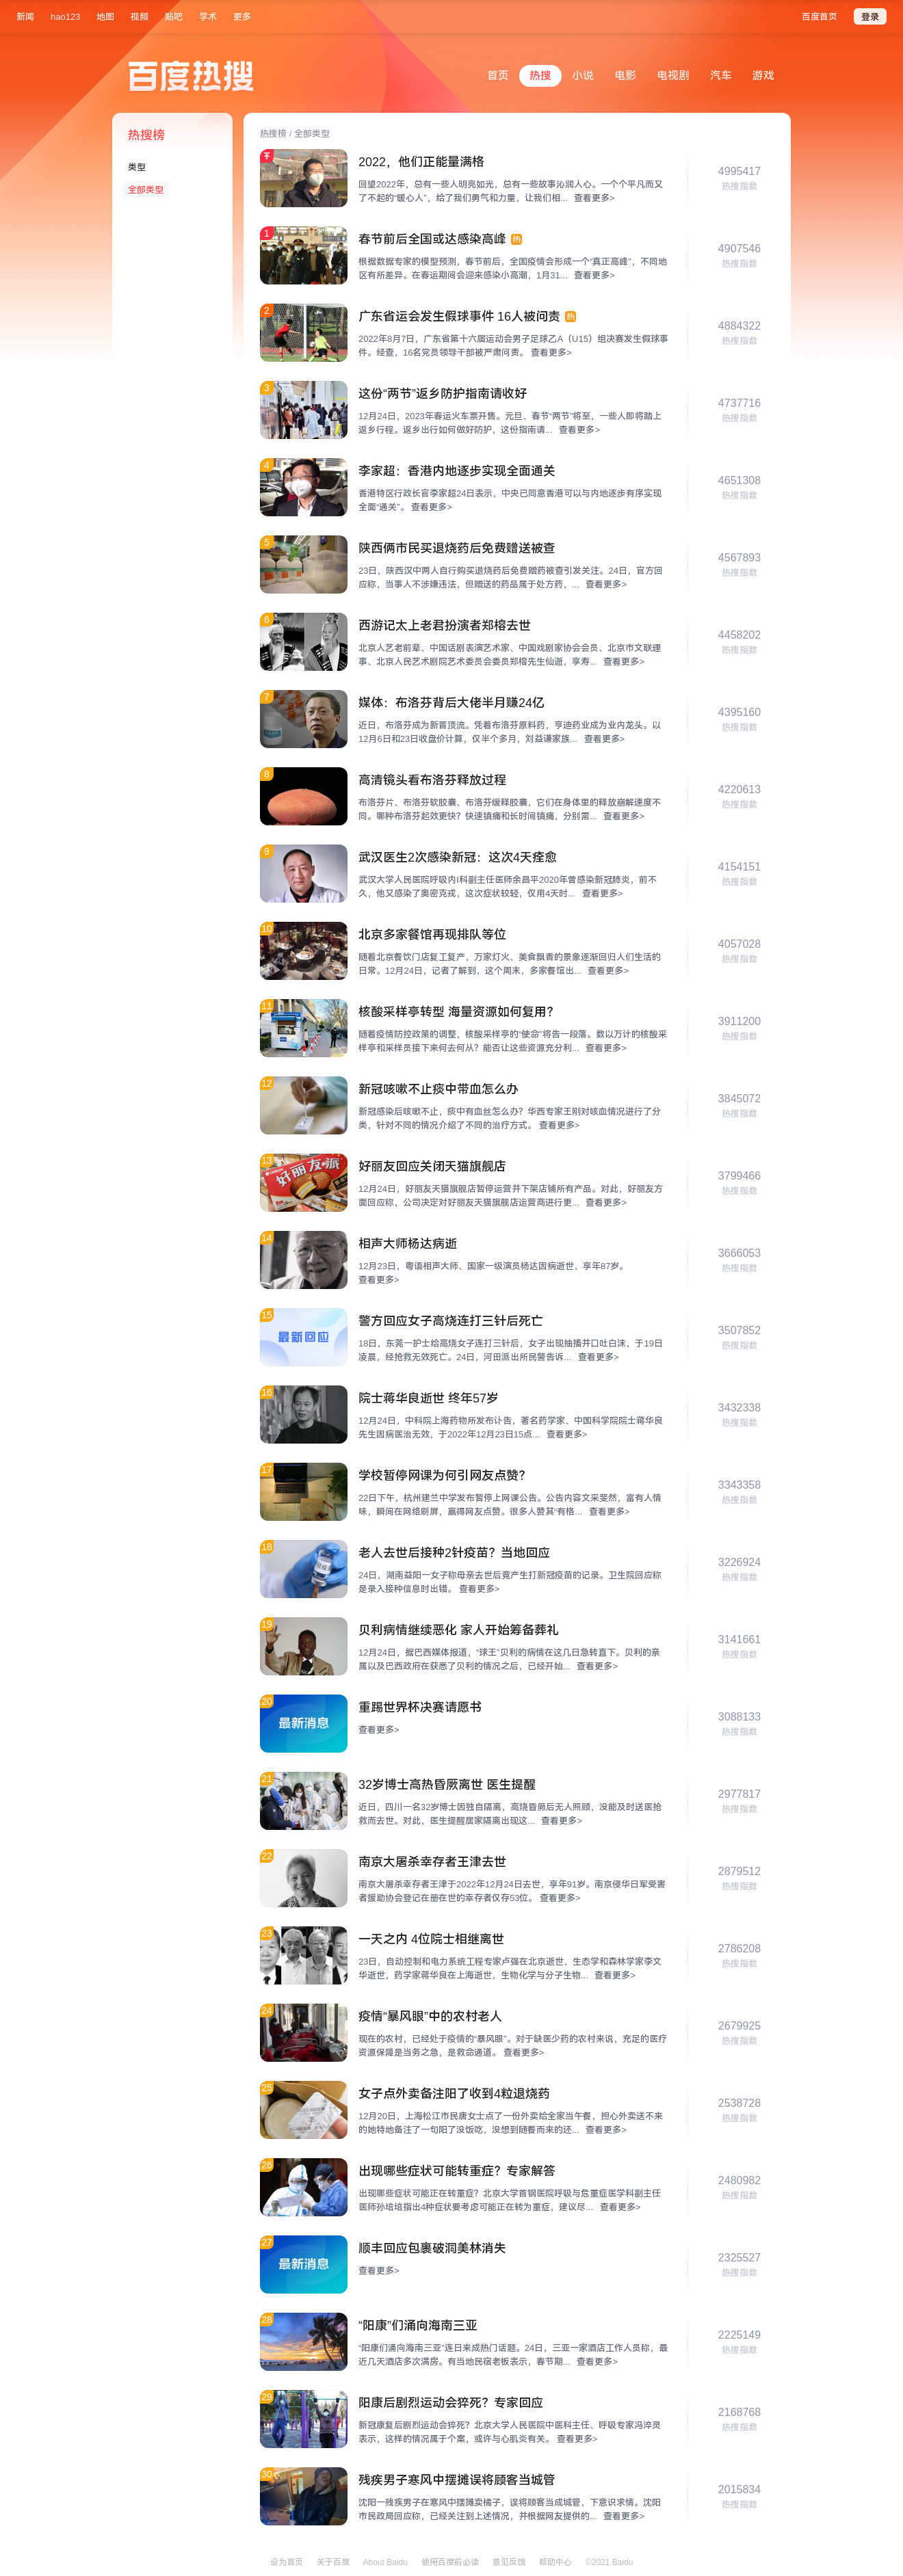 新闻 hao123 地图 视频 贴吧 学术 更多 百度首页 登录
百度热搜 首页 热搜 小说 电影 电视剧 汽车 游戏
热搜榜
类型
全部类型
热搜榜 / 全部类型
2022，他们正能量满格
回望2022年，总有一些人明亮如光，总有一些故事沁润人心。一个个平凡而又
了不起的“暖心人”，给了我们勇气和力量，让我们相... 查看更多>
4995417
热搜指数
1
春节前后全国或达感染高峰 热
根据数据专家的模型预测，春节前后，全国疫情会形成一个“真正高峰”，不同地
区有所差异。在春运期间会迎来感染小高潮，1月31... 查看更多>
4907546
热搜指数
2
广东省运会发生假球事件 16人被问责 热
2022年8月7日，广东省第十六届运动会男子足球乙A（U15）组决赛发生假球事
件。经查，16名党员领导干部被严肃问责。 查看更多>
4884322
热搜指数
3
这份“两节”返乡防护指南请收好
12月24日，2023年春运火车票开售。元旦、春节“两节”将至，一些人即将踏上
返乡行程。返乡出行如何做好防护，这份指南请... 查看更多>
4737716
热搜指数
4
李家超：香港内地逐步实现全面通关
香港特区行政长官李家超24日表示，中央已同意香港可以与内地逐步有序实现
全面“通关”。 查看更多>
4651308
热搜指数
5
陕西俩市民买退烧药后免费赠送被查
23日，陕西汉中两人自行购买退烧药后免费赠药被查引发关注。24日，官方回
应称，当事人不涉嫌违法，但赠送的药品属于处方药，... 查看更多>
4567893
热搜指数
6
西游记太上老君扮演者郑榕去世
北京人艺老前辈、中国话剧表演艺术家、中国戏剧家协会会员、北京市文联理
事、北京人民艺术剧院艺术委员会委员郑榕先生仙逝，享寿... 查看更多>
4458202
热搜指数
7
媒体：布洛芬背后大佬半月赚24亿
近日，布洛芬成为新晋顶流。凭着布洛芬原料药，亨迪药业成为业内龙头。以
12月6日和23日收盘价计算，仅半个多月，刘益谦家族... 查看更多>
4395160
热搜指数
8
高清镜头看布洛芬释放过程
布洛芬片、布洛芬软胶囊、布洛芬缓释胶囊，它们在身体里的释放崩解速度不
同。哪种布洛芬起效更快？快速镇痛和长时间镇痛，分别需... 查看更多>
4220613
热搜指数
9
武汉医生2次感染新冠：这次4天痊愈
武汉大学人民医院呼吸内I科副主任医师余昌平2020年曾感染新冠肺炎，前不
久，他又感染了奥密克戎，这次症状较轻，仅用4天时... 查看更多>
4154151
热搜指数
10
北京多家餐馆再现排队等位
随着北京餐饮门店复工复产，万家灯火、美食飘香的景象逐渐回归人们生活的
日常。12月24日，记者了解到，这个周末，多家餐馆出... 查看更多>
4057028
热搜指数
11
核酸采样亭转型 海量资源如何复用？
随着疫情防控政策的调整，核酸采样亭的“使命”将告一段落。数以万计的核酸采
样亭和采样员接下来何去何从？能否让这些资源充分利... 查看更多>
3911200
热搜指数
12
新冠咳嗽不止痰中带血怎么办
新冠感染后咳嗽不止，痰中有血丝怎么办？华西专家王刚对咳血情况进行了分
类，针对不同的情况介绍了不同的治疗方式。 查看更多>
3845072
热搜指数
13
好丽友派
好丽友回应关闭天猫旗舰店
12月24日，好丽友天猫旗舰店暂停运营并下架店铺所有产品。对此，好丽友方
面回应称，公司决定对好丽友天猫旗舰店运营商进行更... 查看更多>
3799466
热搜指数
14
相声大师杨达病逝
12月23日，粤语相声大师、国家一级演员杨达因病逝世，享年87岁。
查看更多>
3666053
热搜指数
15
最新回应
警方回应女子高烧连打三针后死亡
18日，东莞一护士给高烧女子连打三针后，女子出现抽搐并口吐白沫，于19日
凌晨，经抢救无效死亡。24日，河田派出所民警告诉... 查看更多>
3507852
热搜指数
16
院士蒋华良逝世 终年57岁
12月24日，中科院上海药物所发布讣告，著名药学家、中国科学院院士蒋华良
先生因病医治无效，于2022年12月23日15点... 查看更多>
3432338
热搜指数
17
学校暂停网课为何引网友点赞？
22日下午，杭州建兰中学发布暂停上网课公告。公告内容文采斐然，富有人情
味，瞬间在网络刷屏，赢得网友点赞。很多人赞其“有格... 查看更多>
3343358
热搜指数
18
老人去世后接种2针疫苗？当地回应
24日，湖南益阳一女子称母亲去世后竟产生打新冠疫苗的记录。卫生院回应称
是录入接种信息时出错。 查看更多>
3226924
热搜指数
19
贝利病情继续恶化 家人开始筹备葬礼
12月24日，据巴西媒体报道，“球王”贝利的病情在这几日急转直下。贝利的亲
属以及巴西政府在获悉了贝利的情况之后，已经开始... 查看更多>
3141661
热搜指数
20
最新消息
重踢世界杯决赛请愿书
查看更多>
3088133
热搜指数
21
32岁博士高热昏厥离世 医生提醒
近日，四川一名32岁博士因独自隔离，高烧昏厥后无人照顾，没能及时送医抢
救而去世。对此，医生提醒居家隔离出现这... 查看更多>
2977817
热搜指数
22
南京大屠杀幸存者王津去世
南京大屠杀幸存者王津于2022年12月24日去世，享年91岁。南京侵华日军受害
者援助协会登记在册在世的幸存者仅存53位。 查看更多>
2879512
热搜指数
23
一天之内 4位院士相继离世
23日，自动控制和电力系统工程专家卢强在北京逝世，生态学和森林学家李文
华逝世，药学家蒋华良在上海逝世，生物化学与分子生物... 查看更多>
2786208
热搜指数
24
疫情“暴风眼”中的农村老人
现在的农村，已经处于疫情的“暴风眼”。对于缺医少药的农村来说，充足的医疗
资源保障是当务之急，是救命通道。 查看更多>
2679925
热搜指数
25
女子点外卖备注阳了收到4粒退烧药
12月20日，上海松江市民唐女士点了一份外卖给全家当午餐，担心外卖送不来
的她特地备注了一句阳了没饭吃，没想到随餐而来的还... 查看更多>
2538728
热搜指数
26
出现哪些症状可能转重症？专家解答
出现哪些症状可能正在转重症？北京大学首钢医院呼吸与危重症医学科副主任
医师孙培培指出4种症状要考虑可能正在转为重症，建议尽... 查看更多>
2480982
热搜指数
27
最新消息
顺丰回应包裹破洞美林消失
查看更多>
2325527
热搜指数
28
“阳康”们涌向海南三亚
“阳康们涌向海南三亚”连日来成热门话题。24日，三亚一家酒店工作人员称，最
近几天酒店多次满房。有当地民宿老板表示，春节期... 查看更多>
2225149
热搜指数
29
阳康后剧烈运动会猝死？专家回应
新冠康复后剧烈运动会猝死？北京大学人民医院中医科主任、呼吸专家冯淬灵
表示，这样的情况属于个案，或许与心肌炎有关。 查看更多>
2168768
热搜指数
30
残疾男子寒风中摆摊误将顾客当城管
沈阳一残疾男子在寒风中摆摊卖橘子，误将顾客当成城管，下意识求情。沈阳
市民政局回应称，已经关注到上述情况，并根据网友提供的... 查看更多>
2015834
热搜指数
设为首页 关于百度 About Baidu 使用百度前必读 意见反馈 帮助中心 ©2021 Baidu